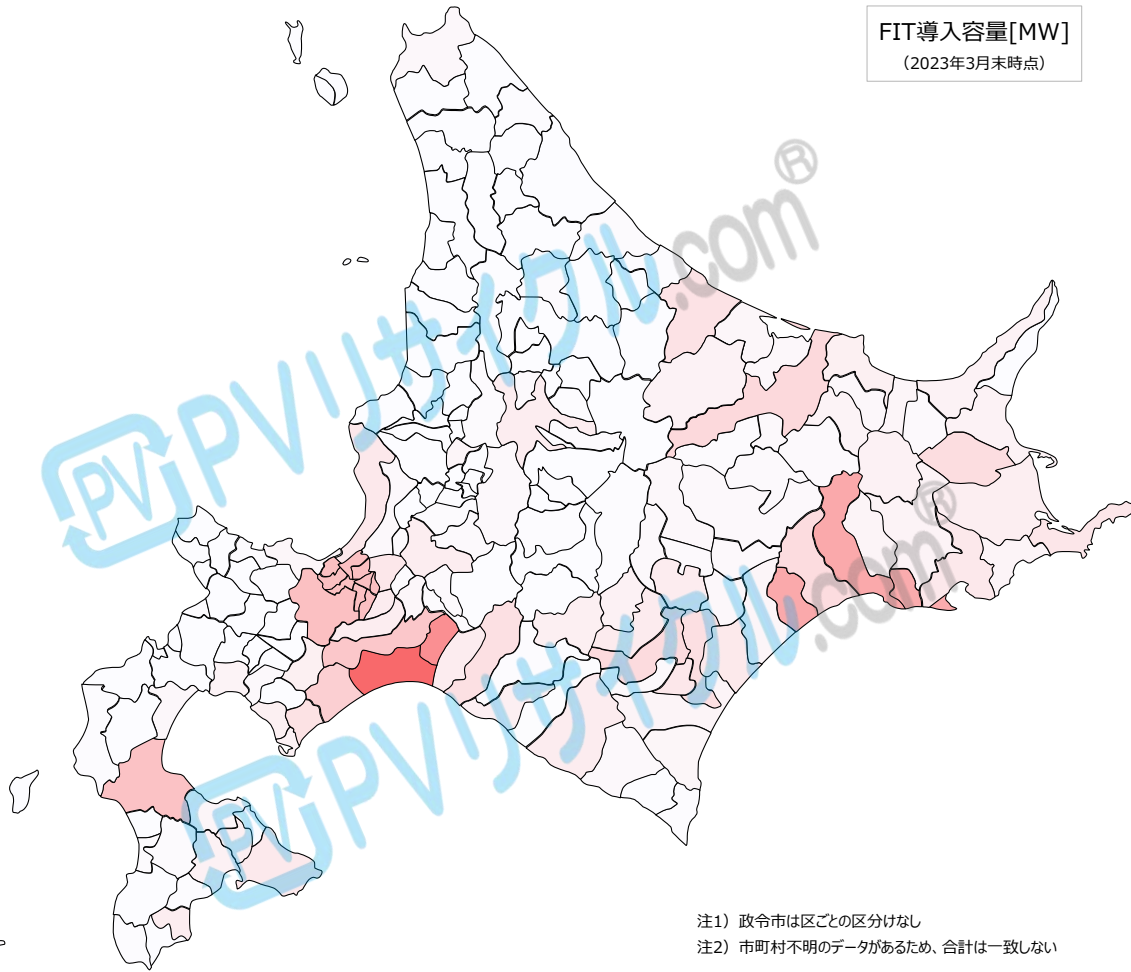 FIT導入容量[MW]
（2023年3月末時点）
PV PVリサイクル.com®
PV PVリサイクル.com®
注1） 政令市は区ごとの区分けなし
注2） 市町村不明のデータがあるため、合計は一致しない